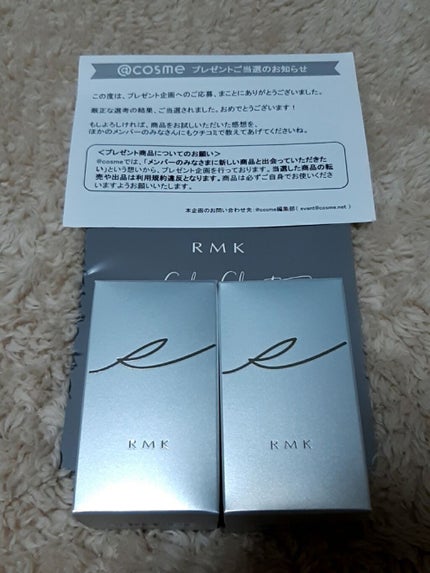 @cosme プレゼントご当選のお知らせ
この度は、プレゼント企画へのご応募、まことにありがとうございました。
厳正な選考の結果、ご当選されました。おめでとうございます！
もしよろしければ、商品をお試しいただいた感想を、
ほかのメンバーのみなさんにもクチコミで教えてあげてくださいね。
＜プレゼント商品についてのお願い＞
@cosmeでは、「メンバーのみなさまに新しい商品と出会っていただきた
い」という想いから、プレゼント企画を行っております。当選した商品の転
売や出品は利用規約違反となります。商品は必ずご自身でお使いくださ
いますようお願いいたします。
本企画のお問い合わせ先：@cosme編集部（ event@cosme.net ）
RMK
RMK
RMK